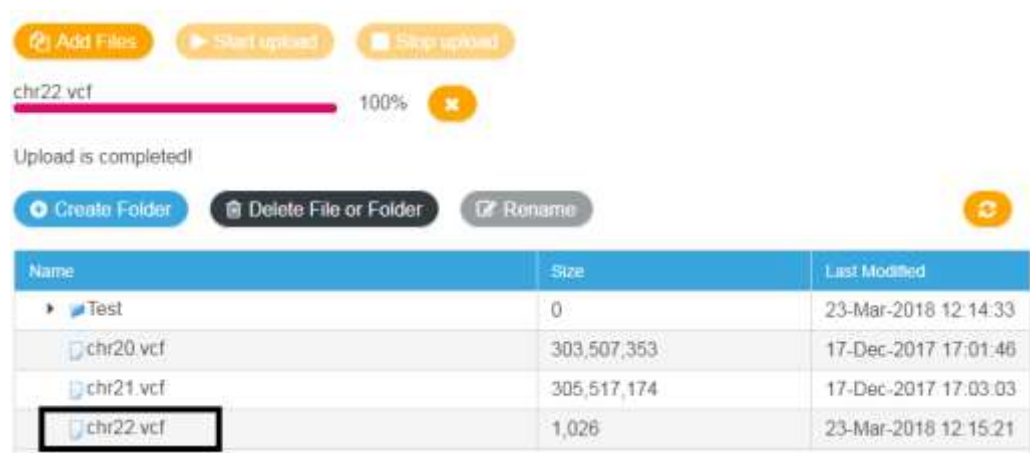 Add Files Start upload Stop upload
chr22.vcf 100%
Upload is completed!
Create Folder Delete File or Folder Rename
Name Size Last Modified
Test 0 23-Mar-2018 12:14:33
chr20.vcf 303,507,353 17-Dec-2017 17:01:46
chr21.vcf 305,517,174 17-Dec-2017 17:03:03
chr22.vcf 1,026 23-Mar-2018 12:15:21